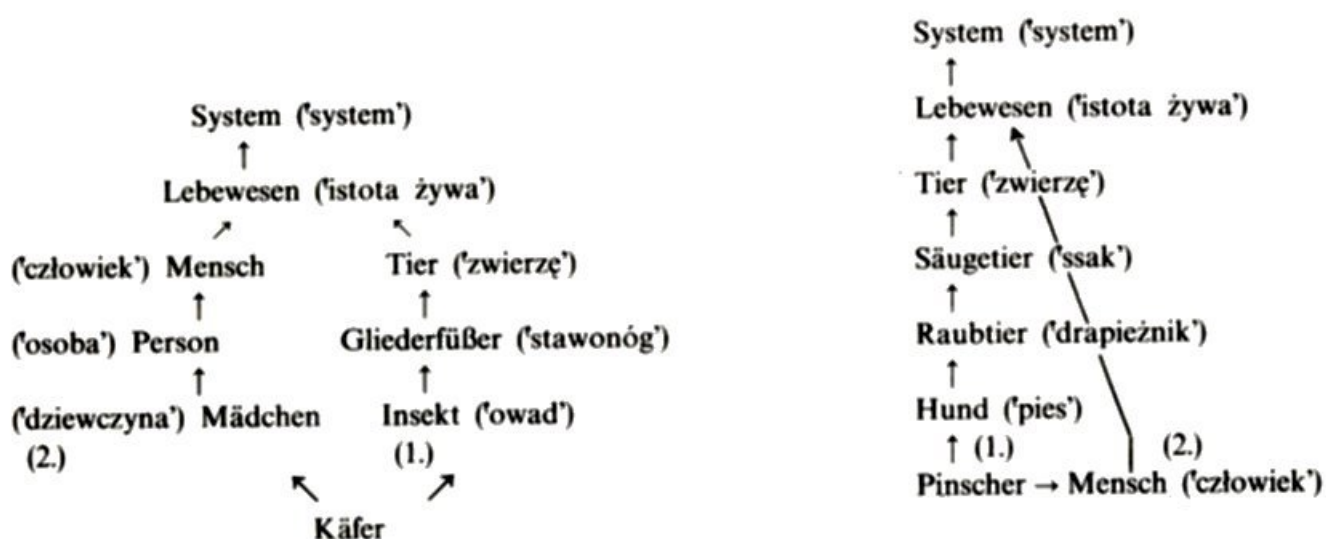 System ('system')
↑
Lebewesen ('istota żywa')
↗ ↖
('człowiek') Mensch Tier ('zwierzę')
↑ ↑
('osoba') Person Gliederfüßer ('stawonóg')
↑ ↑
('dziewczyna') Mädchen Insekt ('owad')
(2.) (1.)
↖ ↗
Käfer
System ('system')
↑
Lebewesen ('istota żywa')
↑
Tier ('zwierzę')
↑
Säugetier ('ssak')
↑
Raubtier ('drapieżnik')
↑
Hund ('pies')
↑ (1.) (2.)
Pinscher → Mensch ('człowiek')